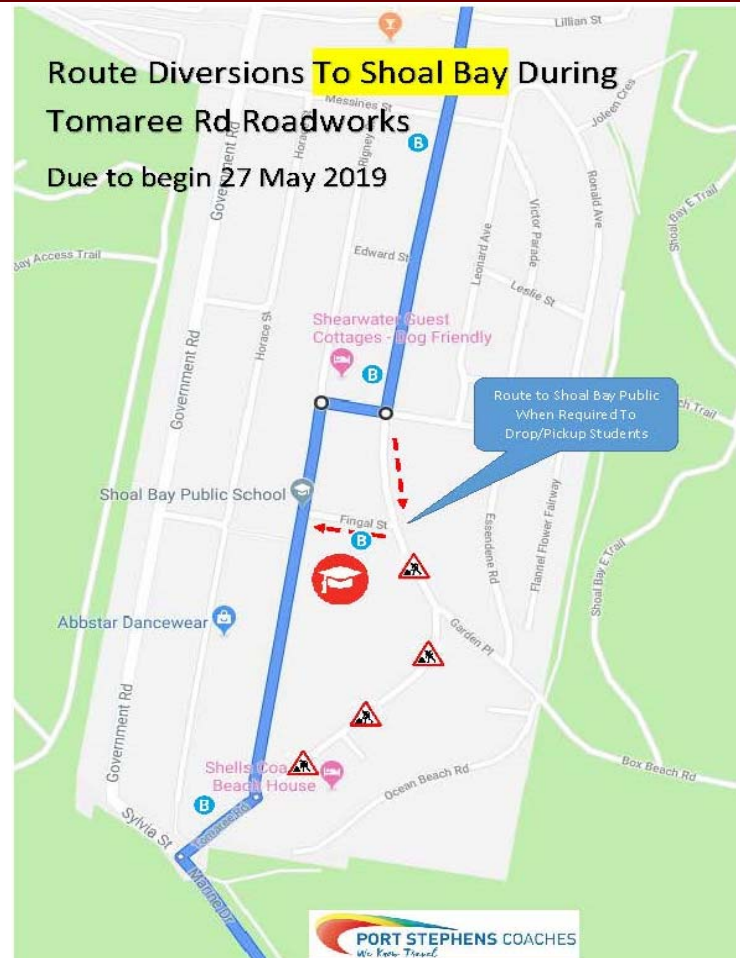 Lillian St
Route Diversions To Shoal Bay During
Tomaree Rd Roadworks
Due to begin 27 May 2019
Messines St
Joleen Cres
Government Rd
Horace St
Rigney
B
Ronald Ave
Shoal Bay E Trail
Victor Parade
Leonard Ave
Edward St
Bay Access Trail
Leslie St
Shearwater Guest
Cottages - Dog Friendly
Horace St
Government Rd
B
Route to Shoal Bay Public
When Required To
Drop/Pickup Students
ch Trail
Shoal Bay Public School
Fingal St
B
Essendene Rd
Flannel Flower Fairway
Shoal Bay E Trail
Abbstar Dancewear
Garden Pl
Government Rd
Shells Coa
Beach House
Ocean Beach Rd
Box Beach Rd
B
Sylvia St
Tomaree Rd
Marine Dr
PORT STEPHENS COACHES
We Know Travel